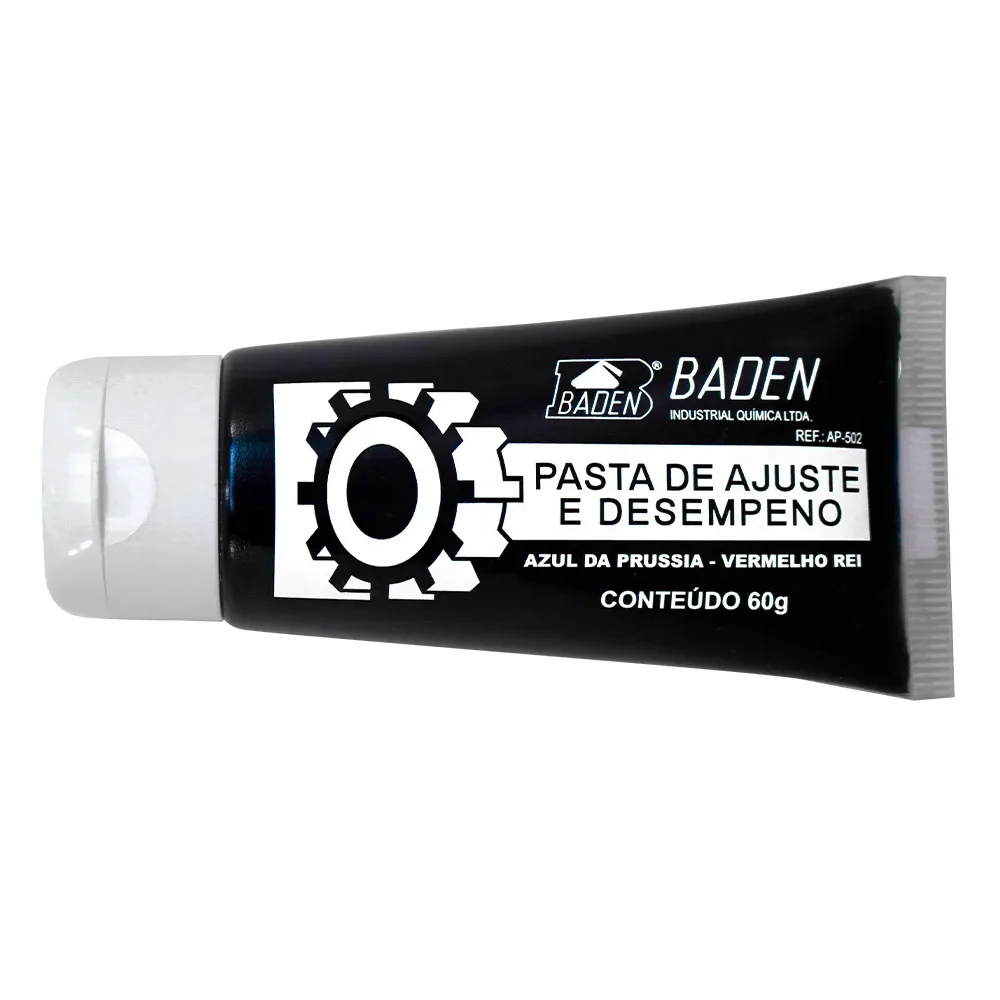 BADEN®
BADEN
INDUSTRIAL QUÍMICA LTDA.
REF.: AP-502
PASTA DE AJUSTE
E DESEMPENO
AZUL DA PRUSSIA - VERMELHO REI
CONTEÚDO 60g